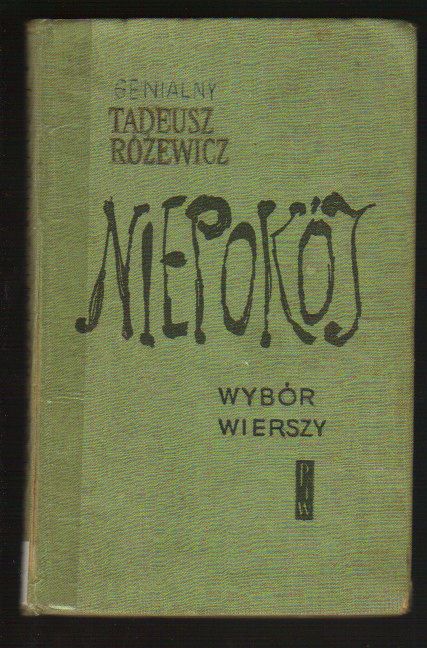 GENIALNY
TADEUSZ
RÓŻEWICZ
NIEPOKÓJ
WYBÓR
WIERSZY
PIW